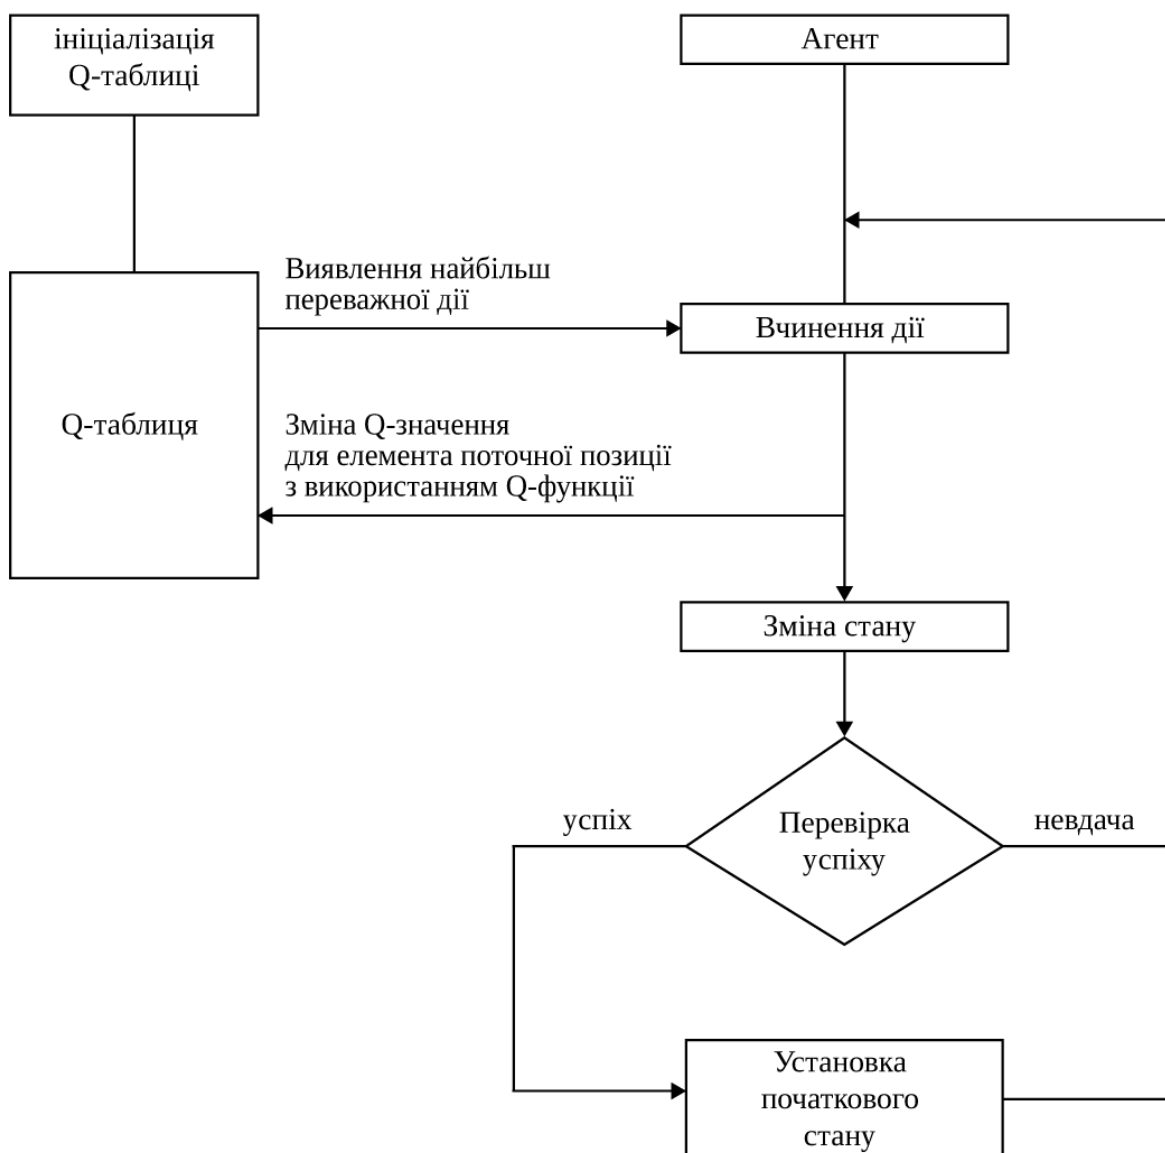 ініціалізація
Q-таблиці
Агент
Виявлення найбільш
переважної дії
Вчинення дії
Q-таблиця
Зміна Q-значення
для елемента поточної позиції
з використанням Q-функції
Зміна стану
успіх
Перевірка
успіху
невдача
Установка
початкового
стану